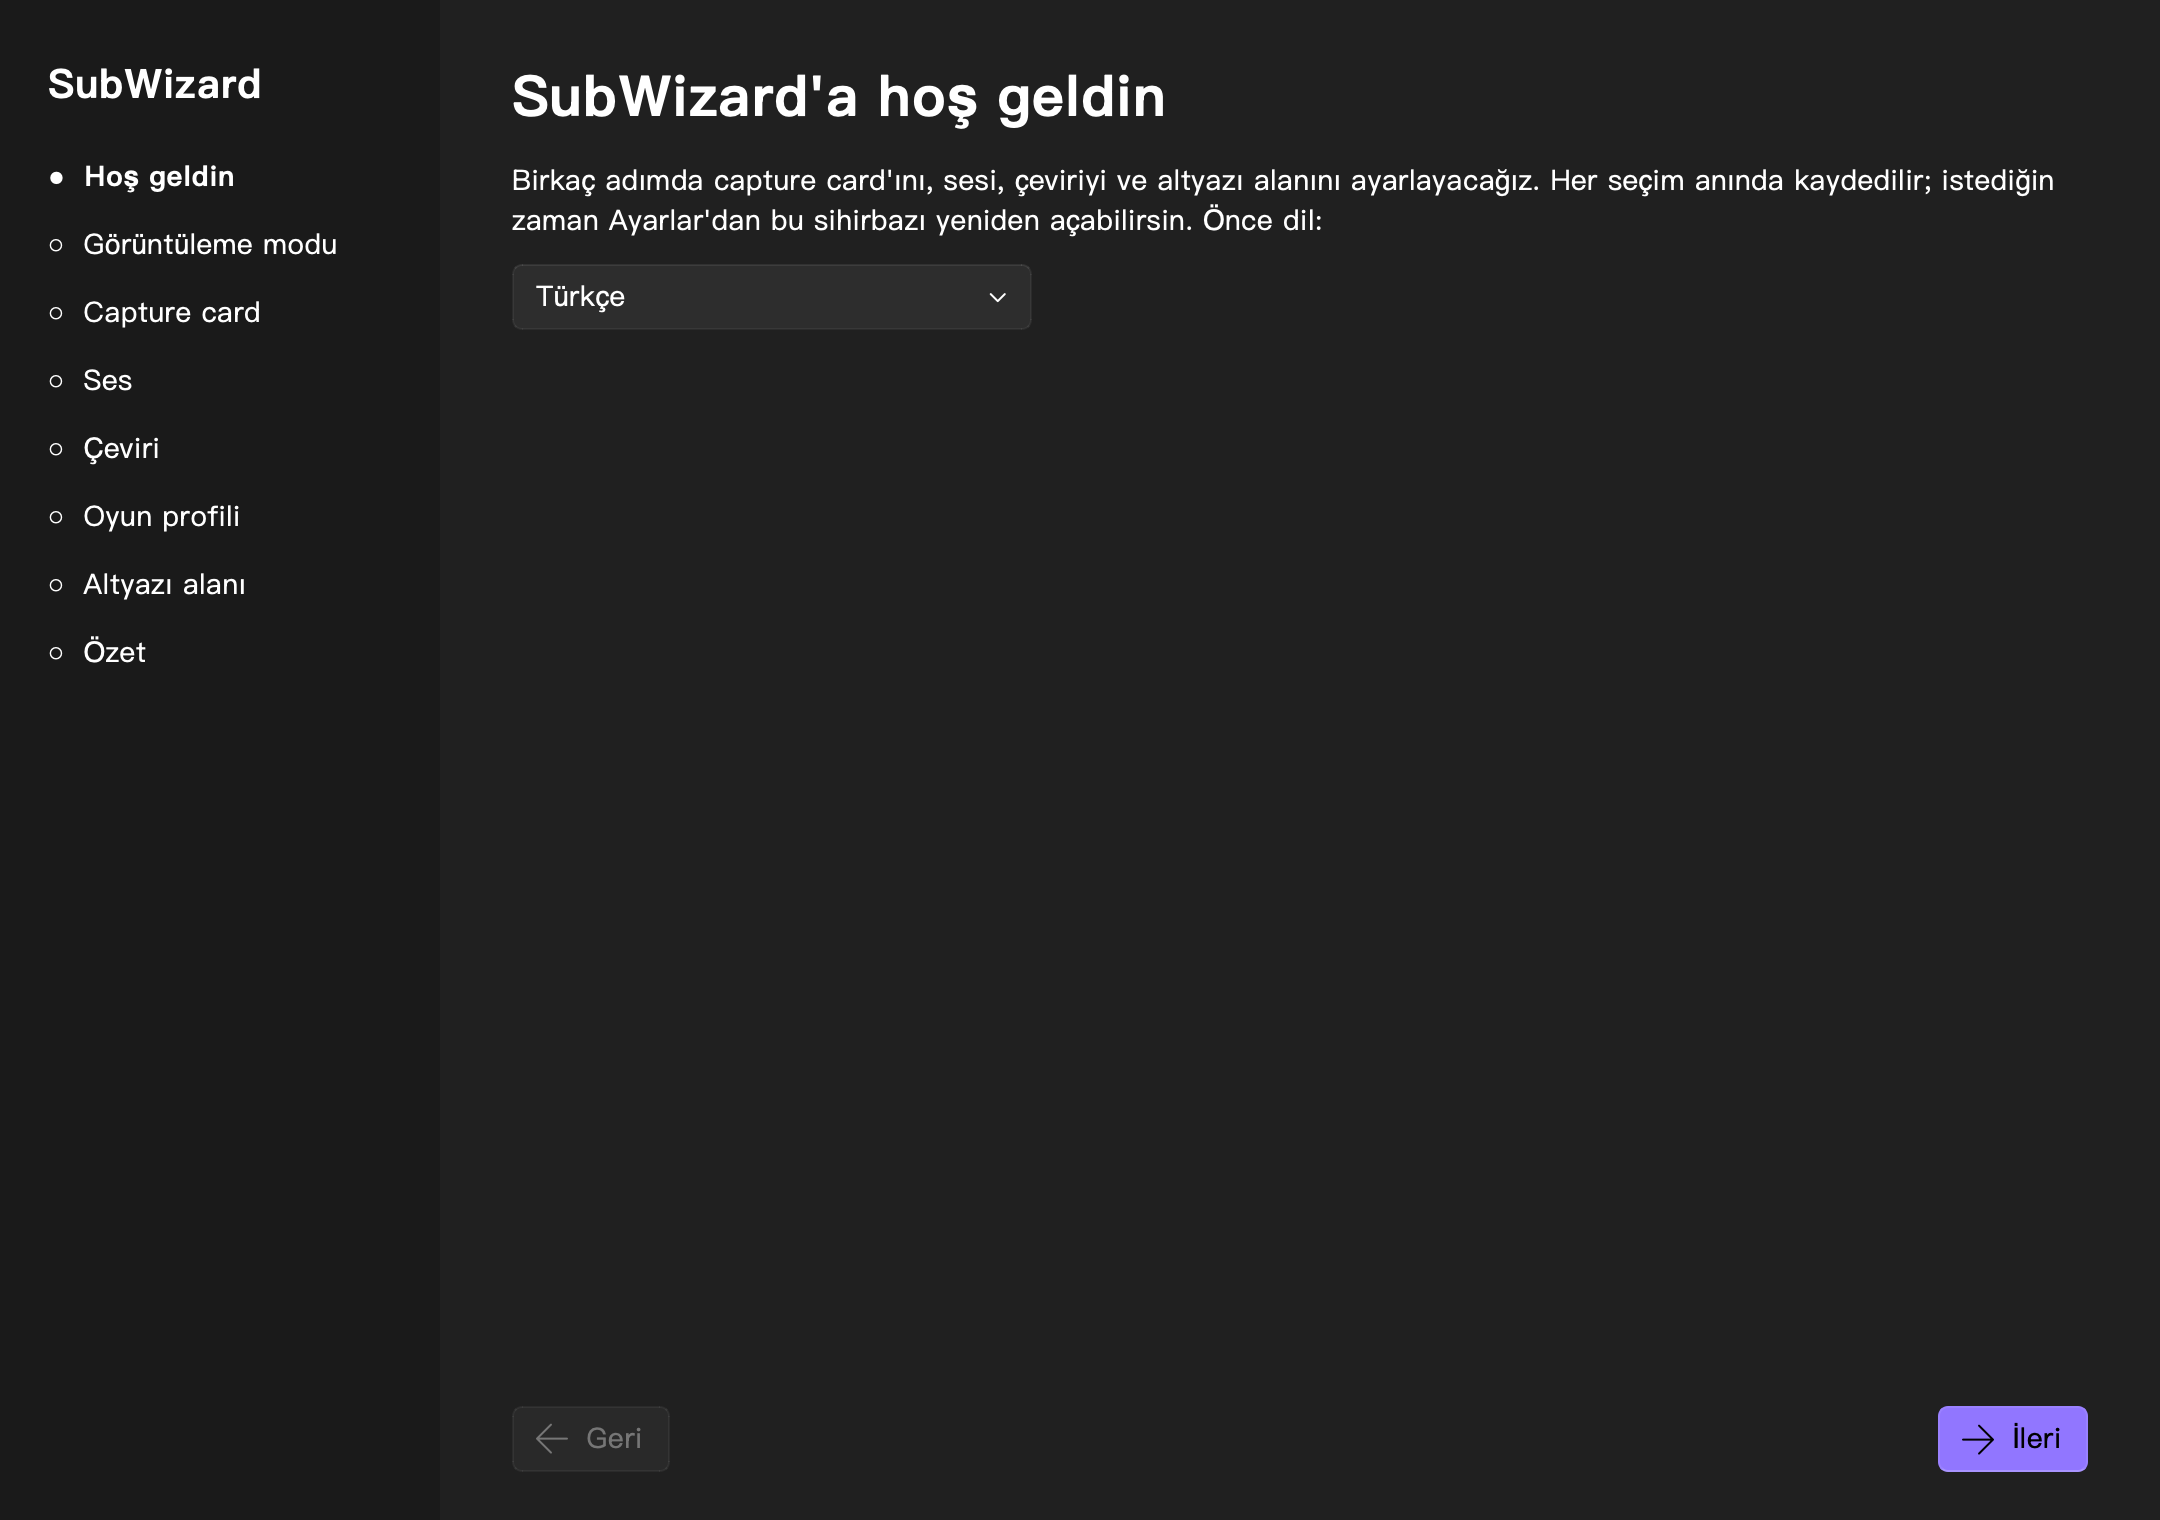 SubWizard
Hoş geldin
Görüntüleme modu
Capture card
Ses
Çeviri
Oyun profili
Altyazı alanı
Özet
SubWizard'a hoş geldin
Birkaç adımda capture card'ını, sesi, çeviriyi ve altyazı alanını ayarlayacağız. Her seçim anında kaydedilir; istediğin
zaman Ayarlar'dan bu sihirbazı yeniden açabilirsin. Önce dil:
Türkçe
Geri
İleri